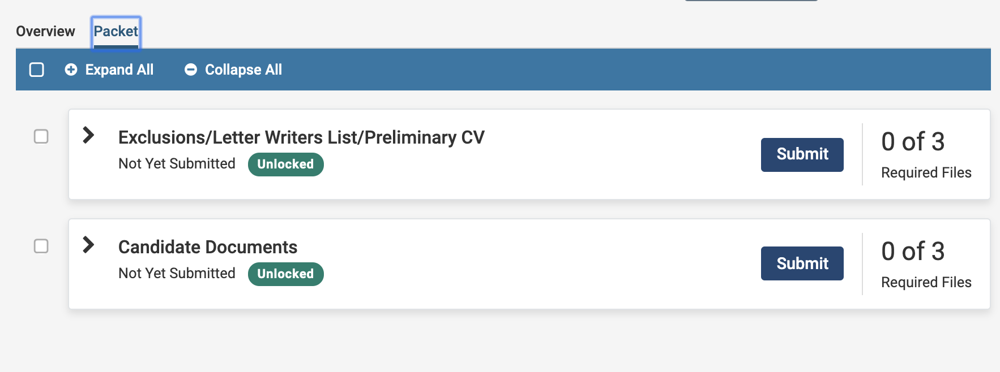 Overview Packet
Expand All Collapse All
Exclusions/Letter Writers List/Preliminary CV
Not Yet Submitted Unlocked
Submit
0 of 3
Required Files
Candidate Documents
Not Yet Submitted Unlocked
Submit
0 of 3
Required Files